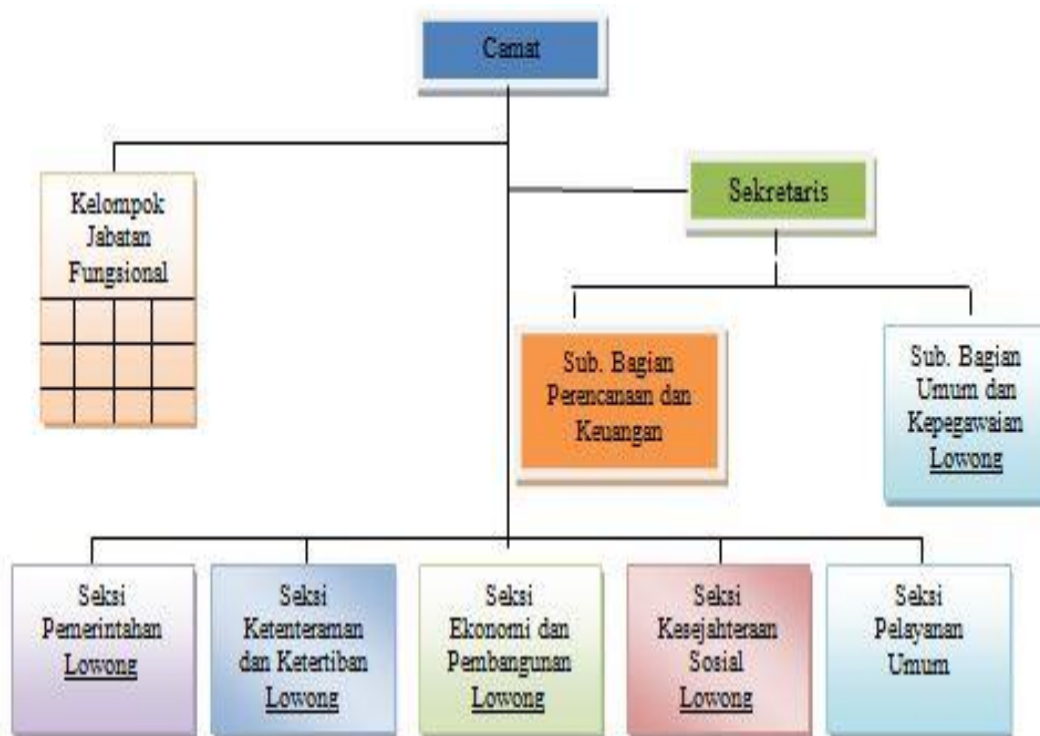 Camat
Kelompok
Jabatan
Fungsional
Sekretaris
Sub. Bagian
Perencanaan dan
Keuangan
Sub. Bagian
Umum dan
Kepegawaian
Lowong
Seksi
Pemerintahan
Lowong
Seksi
Ketenteraman
dan Ketertiban
Lowong
Seksi
Ekonomi dan
Pembangunan
Lowong
Seksi
Kesejahteraan
Sosial
Lowong
Seksi
Pelayanan
Umum